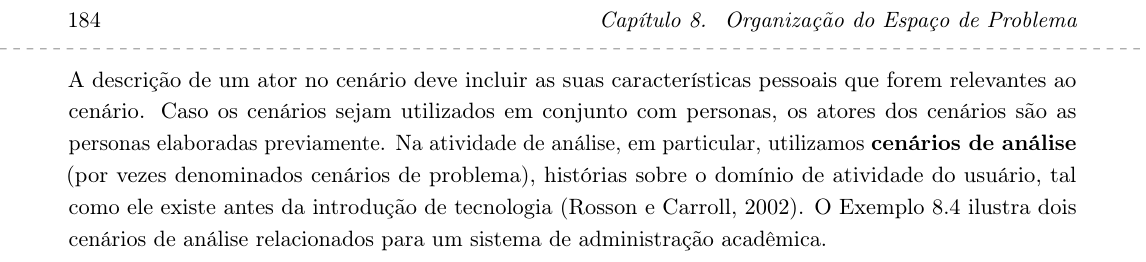 184
Capítulo 8. Organização do Espaço de Problema
A descrição de um ator no cenário deve incluir as suas características pessoais que forem relevantes ao
cenário. Caso os cenários sejam utilizados em conjunto com personas, os atores dos cenários são as
personas elaboradas previamente. Na atividade de análise, em particular, utilizamos cenários de análise
(por vezes denominados cenários de problema), histórias sobre o domínio de atividade do usuário, tal
como ele existe antes da introdução de tecnologia (Rosson e Carroll, 2002). O Exemplo 8.4 ilustra dois
cenários de análise relacionados para um sistema de administração acadêmica.